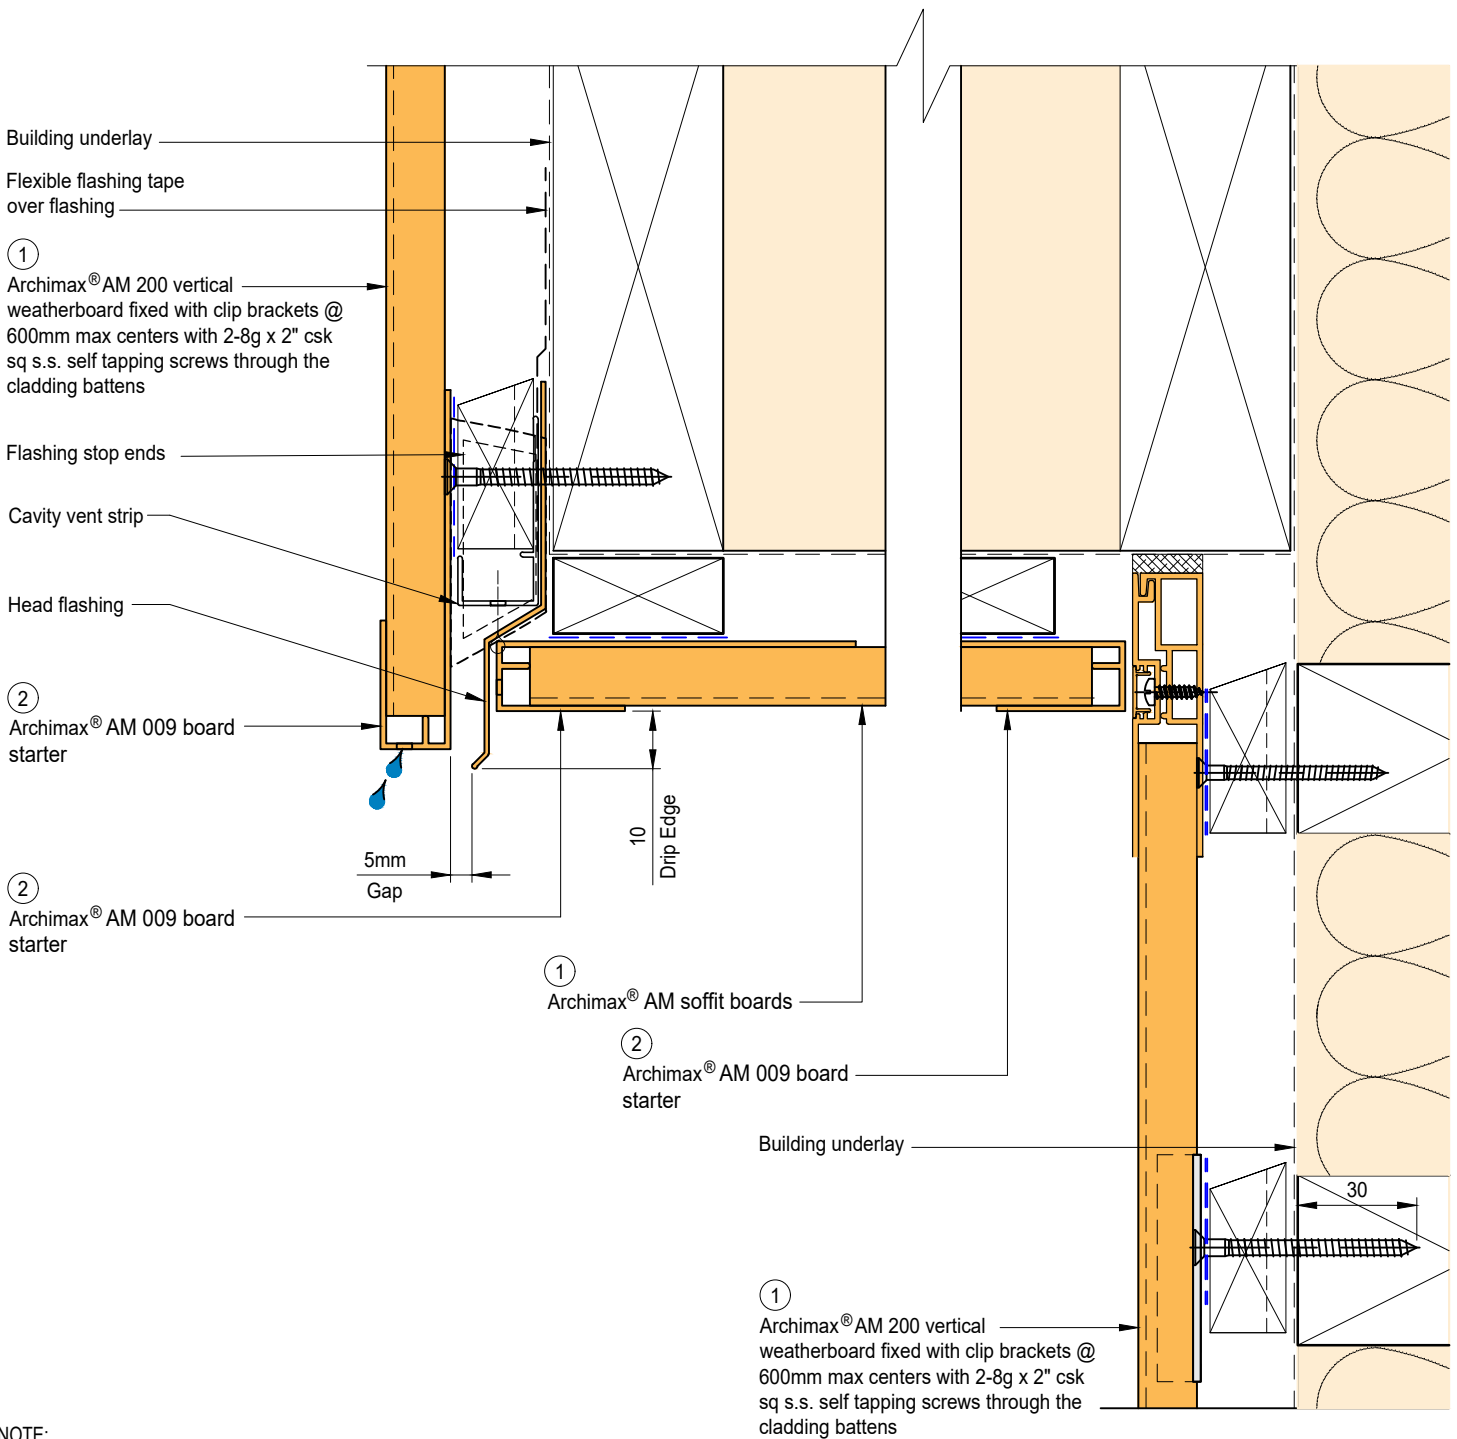 Building underlay
Flexible flashing tape
over flashing
1
Archimax® AM 200 vertical
weatherboard fixed with clip brackets @
600mm max centers with 2-8g x 2" csk
sq s.s. self tapping screws through the
cladding battens
Flashing stop ends
Cavity vent strip
Head flashing
2
Archimax® AM 009 board
starter
5mm
Gap
10
Drip Edge
2
Archimax® AM 009 board
starter
1
Archimax® AM soffit boards
2
Archimax® AM 009 board
starter
Building underlay
30
1
Archimax® AM 200 vertical
weatherboard fixed with clip brackets @
600mm max centers with 2-8g x 2" csk
sq s.s. self tapping screws through the
cladding battens
NOTE: